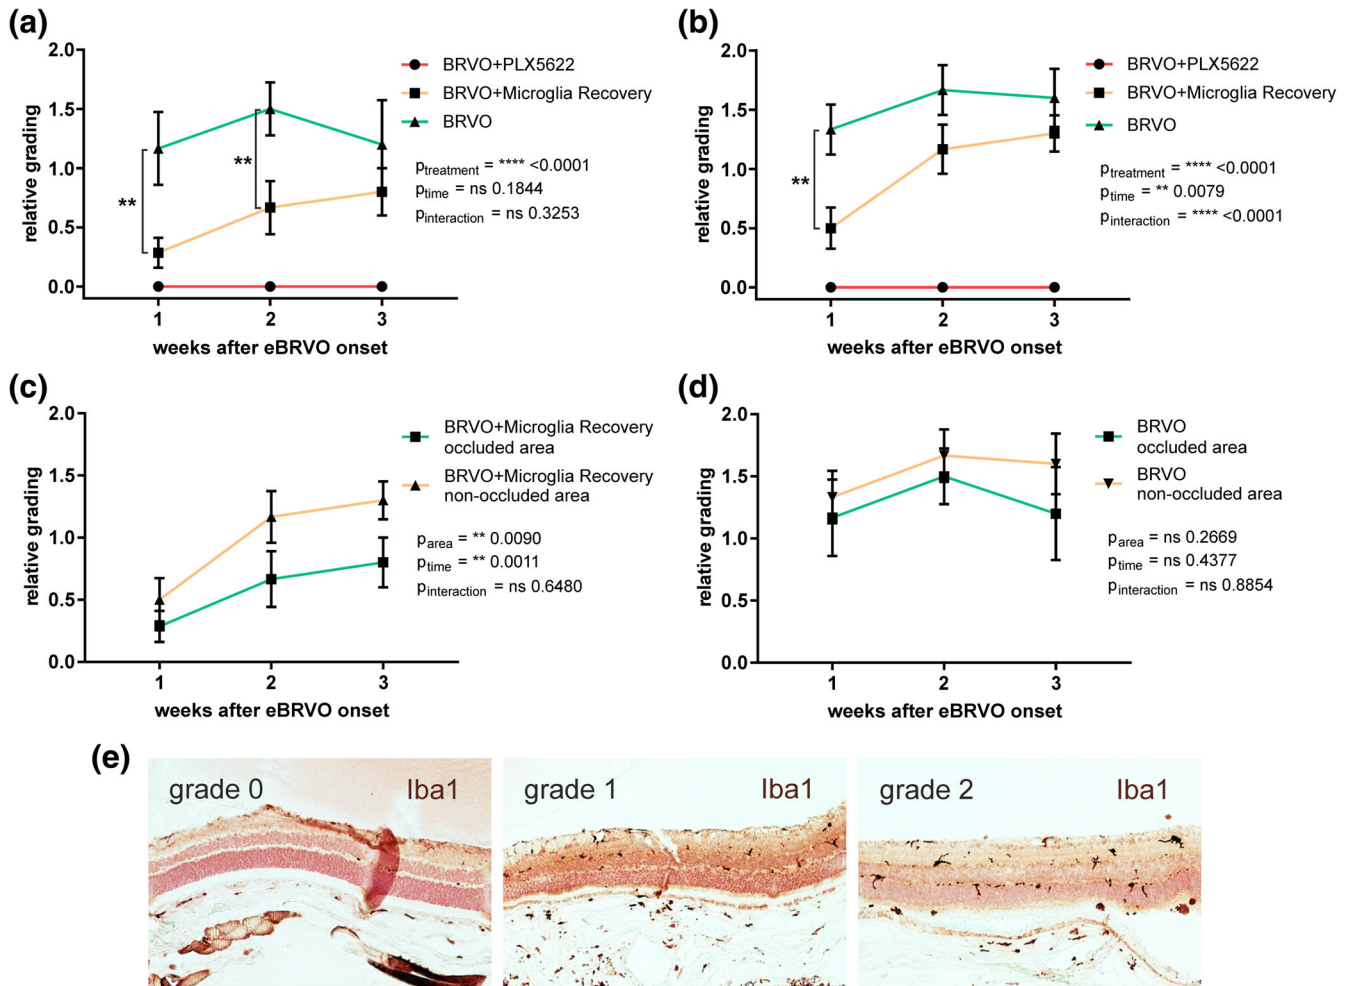 (a)
2.0
1.5
1.0
0.5
0.0
relative grading
1 2 3
weeks after eBRVO onset
BRVO+PLX5622
BRVO+Microglia Recovery
BRVO
ptreatment = **** <0.0001
ptime = ns 0.1844
pinteraction = ns 0.3253
**
**
(b)
2.0
1.5
1.0
0.5
0.0
relative grading
1 2 3
weeks after eBRVO onset
BRVO+PLX5622
BRVO+Microglia Recovery
BRVO
ptreatment = **** <0.0001
ptime = ** 0.0079
pinteraction = **** <0.0001
**
(c)
2.0
1.5
1.0
0.5
0.0
relative grading
1 2 3
weeks after eBRVO onset
BRVO+Microglia Recovery
occluded area
BRVO+Microglia Recovery
non-occluded area
parea = ** 0.0090
ptime = ** 0.0011
pinteraction = ns 0.6480
(d)
2.0
1.5
1.0
0.5
0.0
relative grading
1 2 3
weeks after eBRVO onset
BRVO
occluded area
BRVO
non-occluded area
parea = ns 0.2669
ptime = ns 0.4377
pinteraction = ns 0.8854
(e)
grade 0 Iba1
grade 1 Iba1
grade 2 Iba1